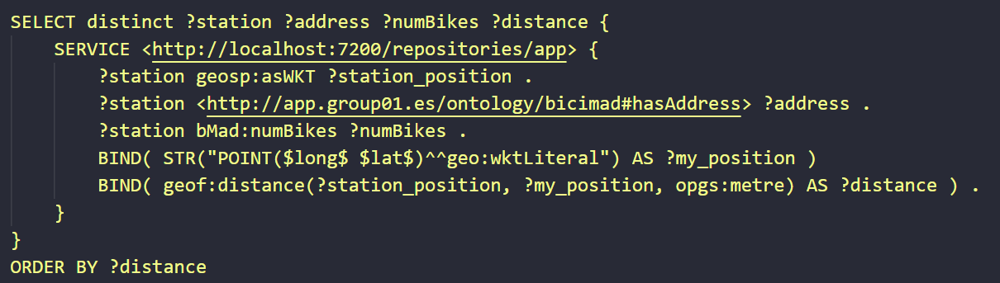 SELECT distinct ?station ?address ?numBikes ?distance {
SERVICE <http://localhost:7200/repositories/app> {
?station geosp:asWKT ?station_position .
?station <http://app.group01.es/ontology/bicimad#hasAddress> ?address .
?station bMad:numBikes ?numBikes .
BIND( STR("POINT($long$ $lat$)^^geo:wktLiteral") AS ?my_position )
BIND( geof:distance(?station_position, ?my_position, opgs:metre) AS ?distance ) .
}
}
ORDER BY ?distance